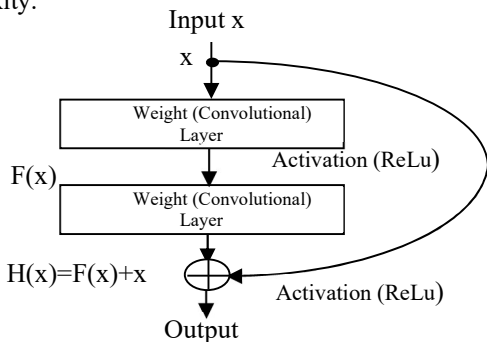 Input x
x
Weight (Convolutional)
Layer
Activation (ReLu)
F(x)
Weight (Convolutional)
Layer
H(x)=F(x)+x
Activation (ReLu)
Output